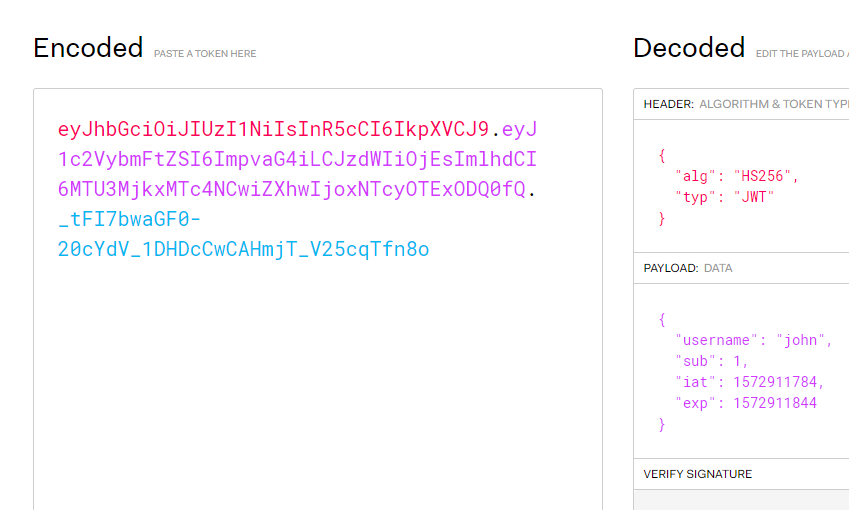 Encoded PASTE A TOKEN HERE
eyJhbGciOiJIUzI1NiIsInR5cCI6IkpXVCJ9.eyJ
1c2VybmFtZSI6ImpvaG4iLCJzdWIiOjEsImlhdCI
6MTU3MjkxMTc4NCwiZXhwIjoxNTcyOTExODQ0fQ.
_tFI7bwaGF0-
20cYdV_1DHDcCwCAHmjT_V25cqTfn8o
Decoded EDIT THE PAYLOAD
HEADER: ALGORITHM & TOKEN TYP
{
"alg": "HS256",
"typ": "JWT"
}
PAYLOAD: DATA
{
"username": "john",
"sub": 1,
"iat": 1572911784,
"exp": 1572911844
}
VERIFY SIGNATURE